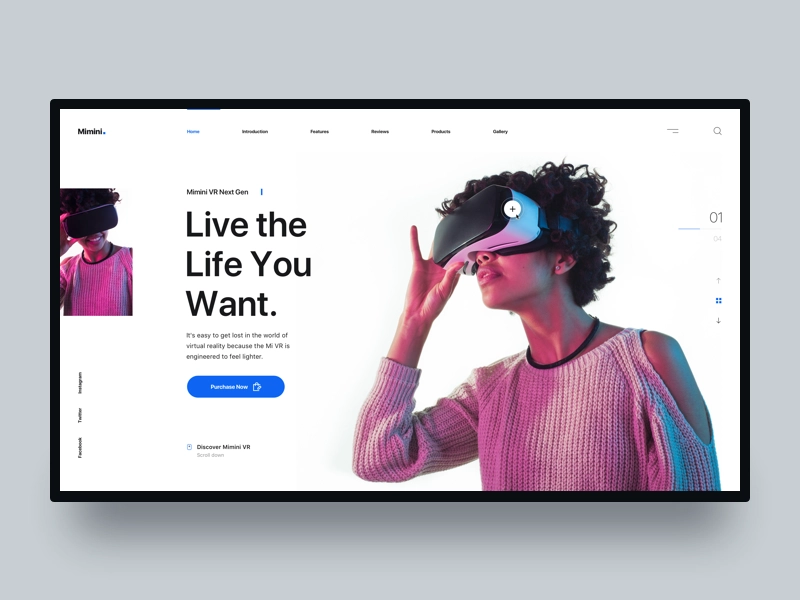 Mimini.
Home
Introduction
Features
Reviews
Products
Gallery
Mimini VR Next Gen
Live the
Life You
Want.
It's easy to get lost in the world of
virtual reality because the Mi VR is
engineered to feel lighter.
Purchase Now
Discover Mimini VR
Scroll down
Instagram
Twitter
Facebook
01
04